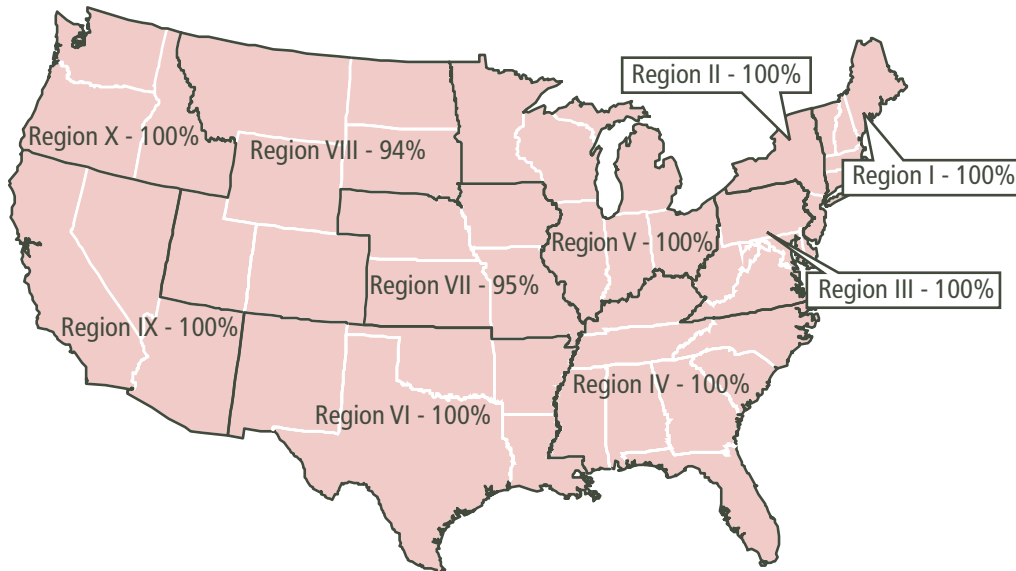 Region II - 100%
Region X - 100%
Region VIII - 94%
Region I - 100%
Region V - 100%
Region VII - 95%
Region III - 100%
Region IX - 100%
Region IV - 100%
Region VI - 100%